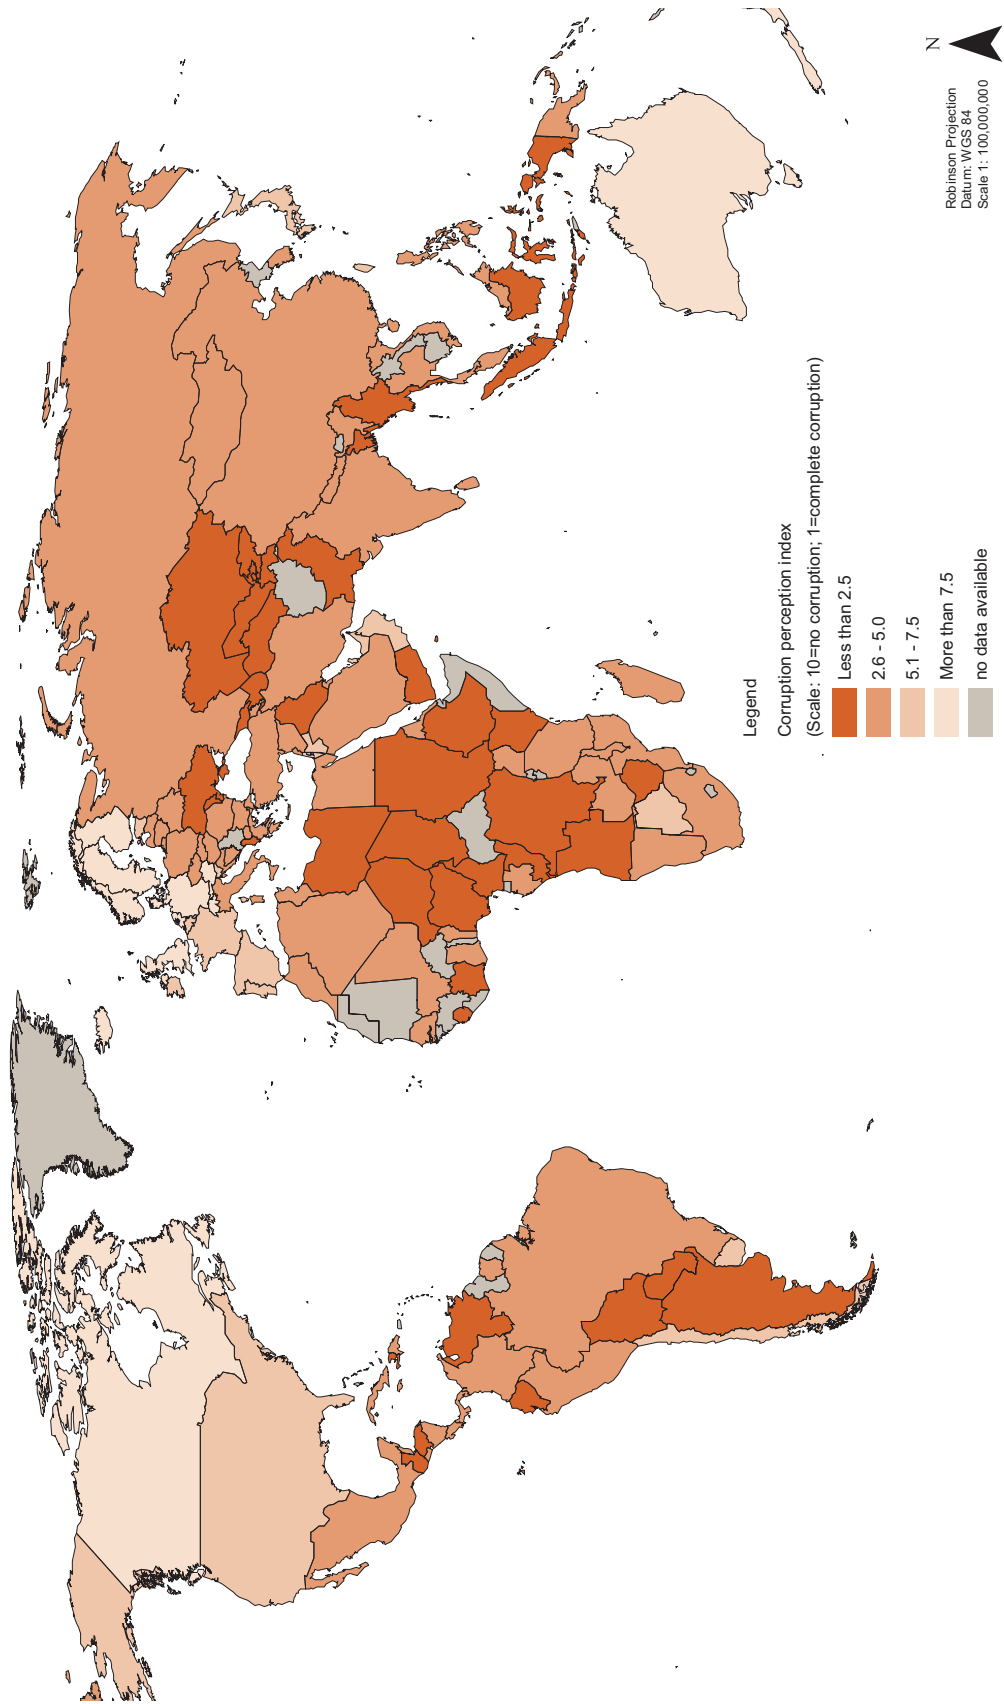 Legend
Corruption perception index
(Scale: 10=no corruption; 1=complete corruption)
Less than 2.5
2.6 - 5.0
5.1 - 7.5
More than 7.5
no data available
Robinson Projection
Datum: WGS 84
Scale 1: 100,000,000
N